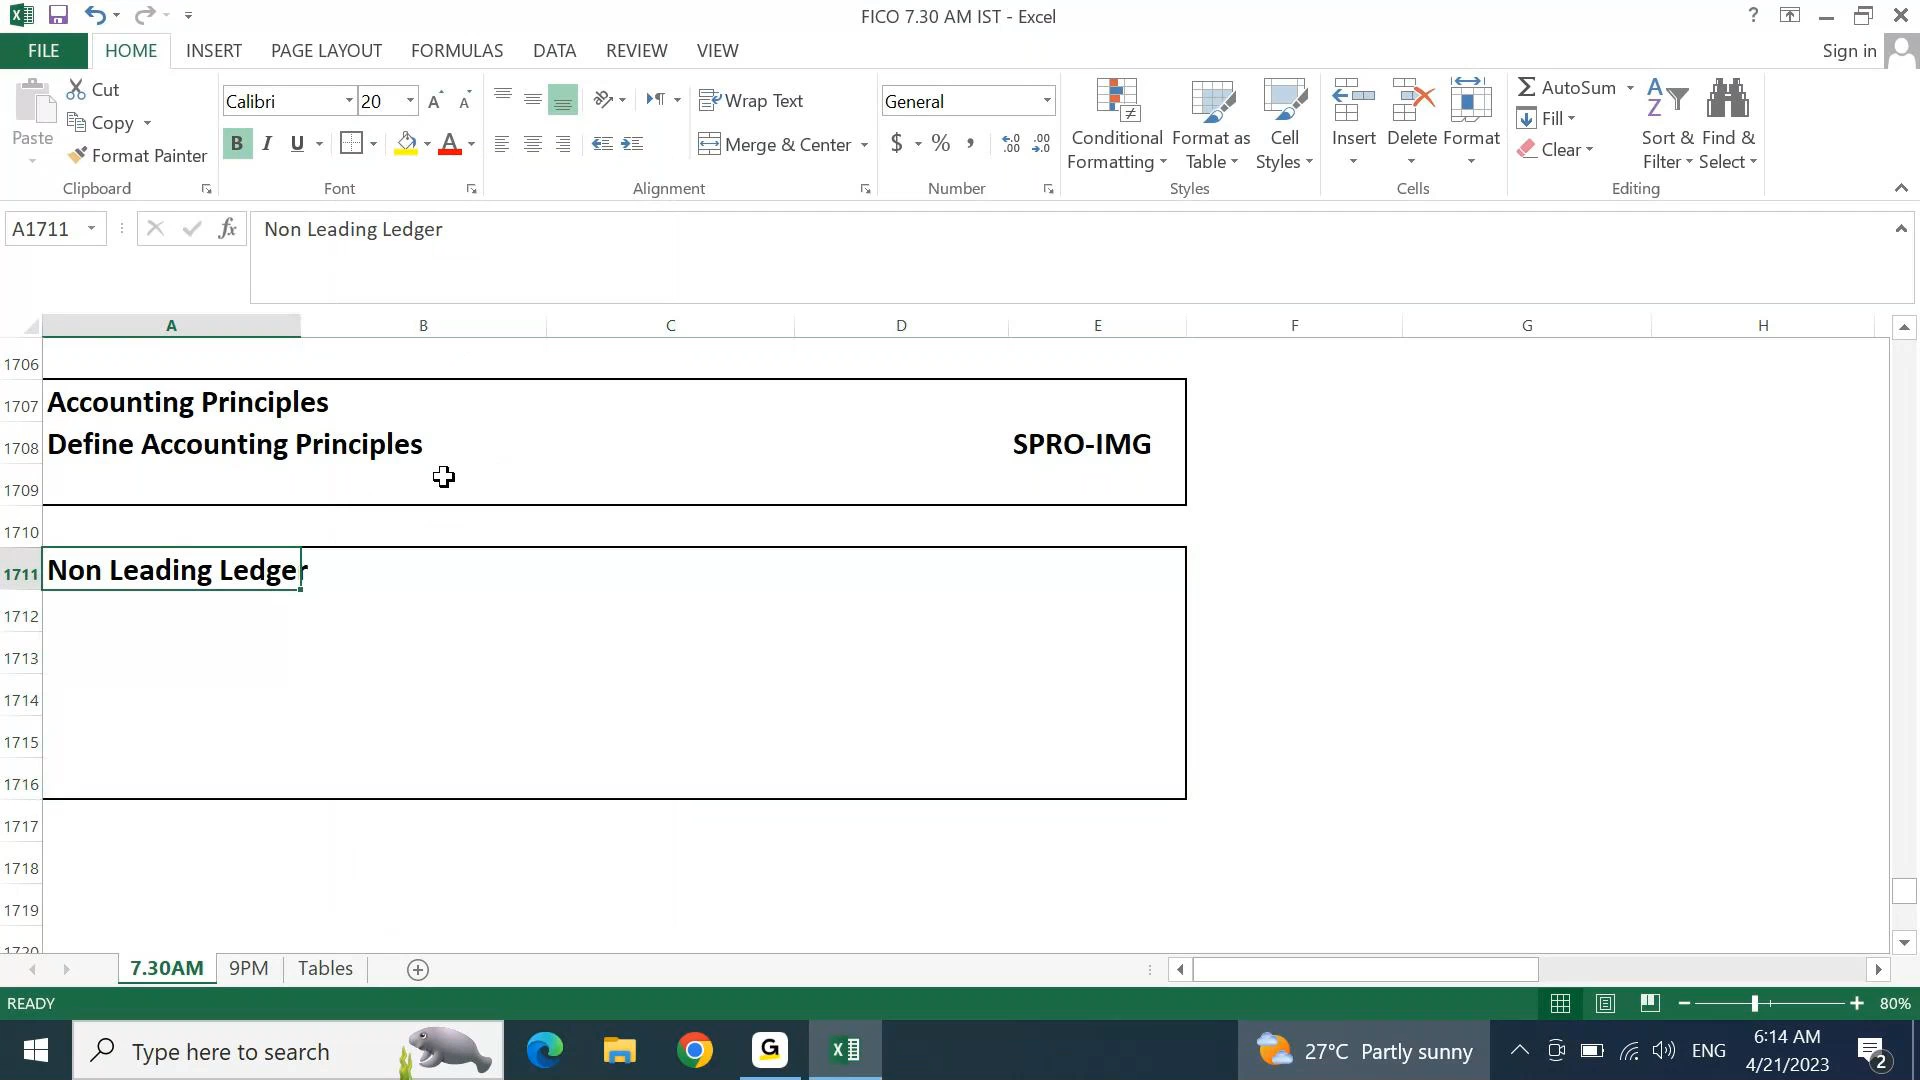 FICO 7.30 AM IST - Excel
?
FILE HOME INSERT PAGE LAYOUT FORMULAS DATA REVIEW VIEW Sign in
Paste
Cut
Copy
Format Painter
Clipboard
Calibri 20
B I U
Font
Wrap Text
Merge & Center
Alignment
General
$ % ,
Number
Conditional Formatting
Format as Table
Cell Styles
Styles
Insert Delete Format
Cells
AutoSum
Fill
Clear
Sort & Filter
Find & Select
Editing
A1711 fx Non Leading Ledger
A B C D E F G H
1706
1707 Accounting Principles
1708 Define Accounting Principles SPRO-IMG
1709
1710
1711 Non Leading Ledger
1712
1713
1714
1715
1716
1717
1718
1719
1720
7.30AM 9PM Tables
READY 80%
Type here to search
27°C Partly sunny
ENG
6:14 AM
4/21/2023
2